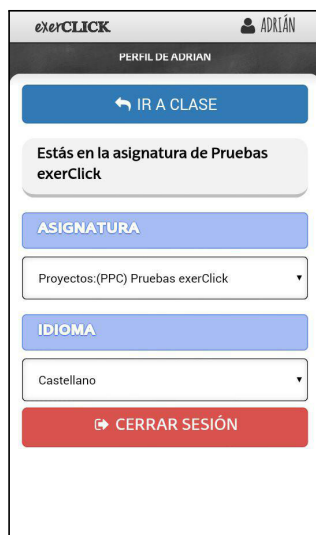 exerCLICK
ADRIÁN
PERFIL DE ADRIAN
IR A CLASE
Estás en la asignatura de Pruebas
exerClick
ASIGNATURA
Proyectos:(PPC) Pruebas exerClick
IDIOMA
Castellano
CERRAR SESIÓN